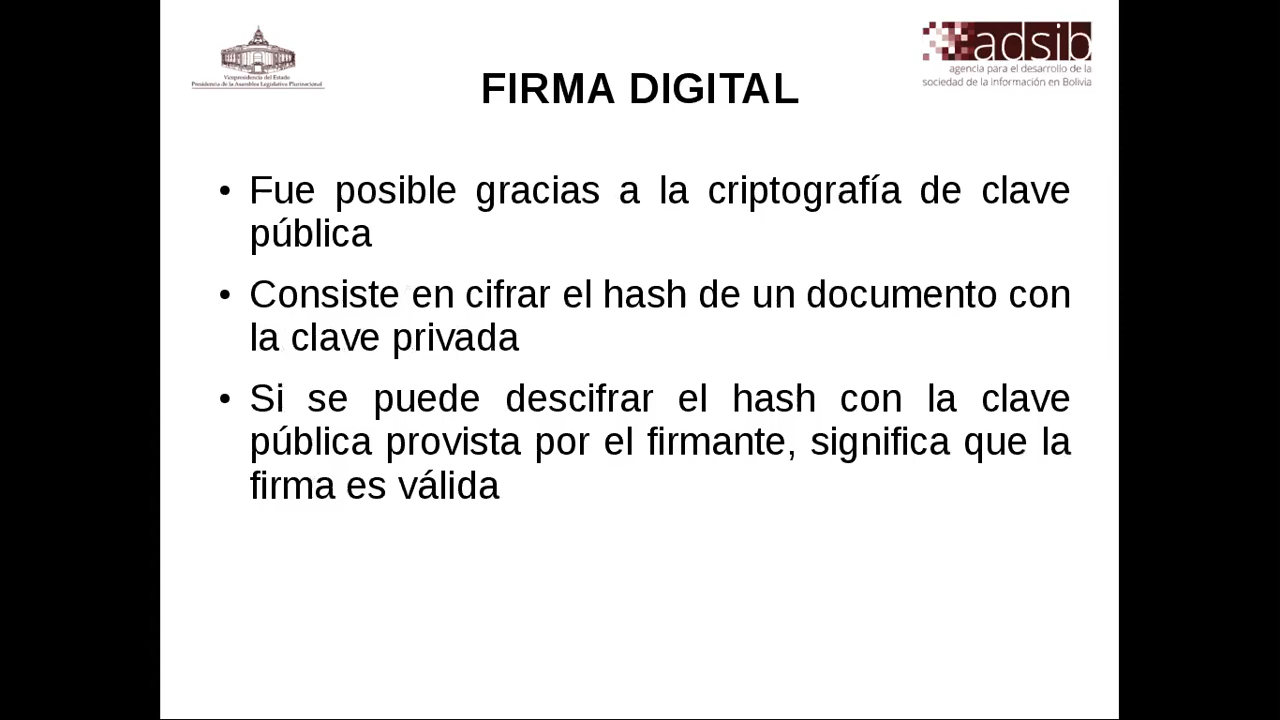 Vicepresidencia del Estado
Presidencia de la Asamblea Legislativa Plurinacional
adsib
agencia para el desarrollo de la
sociedad de la información en Bolivia
FIRMA DIGITAL
• Fue posible gracias a la criptografía de clave
pública
• Consiste en cifrar el hash de un documento con
la clave privada
• Si se puede descifrar el hash con la clave
pública provista por el firmante, significa que la
firma es válida